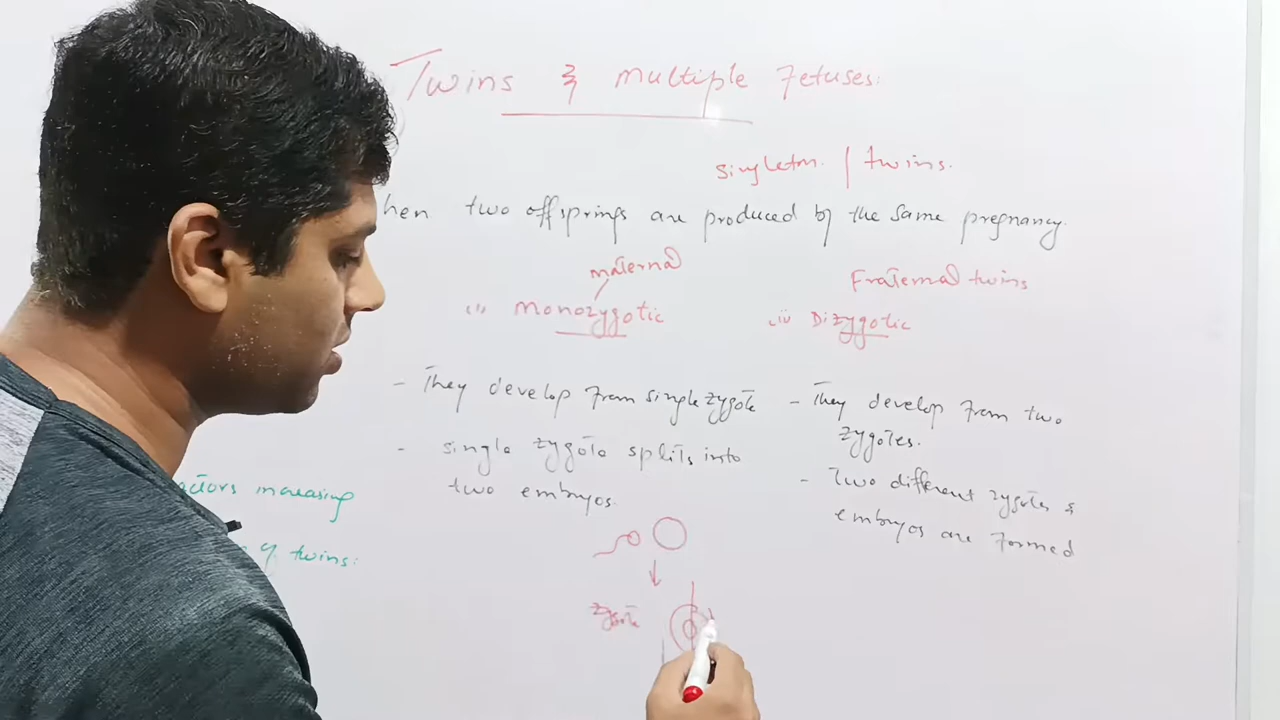 Twins & multiple Fetuses:
singleton. / twins.
hen two offsprings are produced by the same pregnancy.
maternal
Fraternal twins
(i) Monozygotic
(ii) Dizygotic
- They develop from single zygote
- single zygote splits into
two embryos.
- They develop from two
zygotes.
- Two different zygotes &
embryos are formed
actors increasing
of twins:
zygote